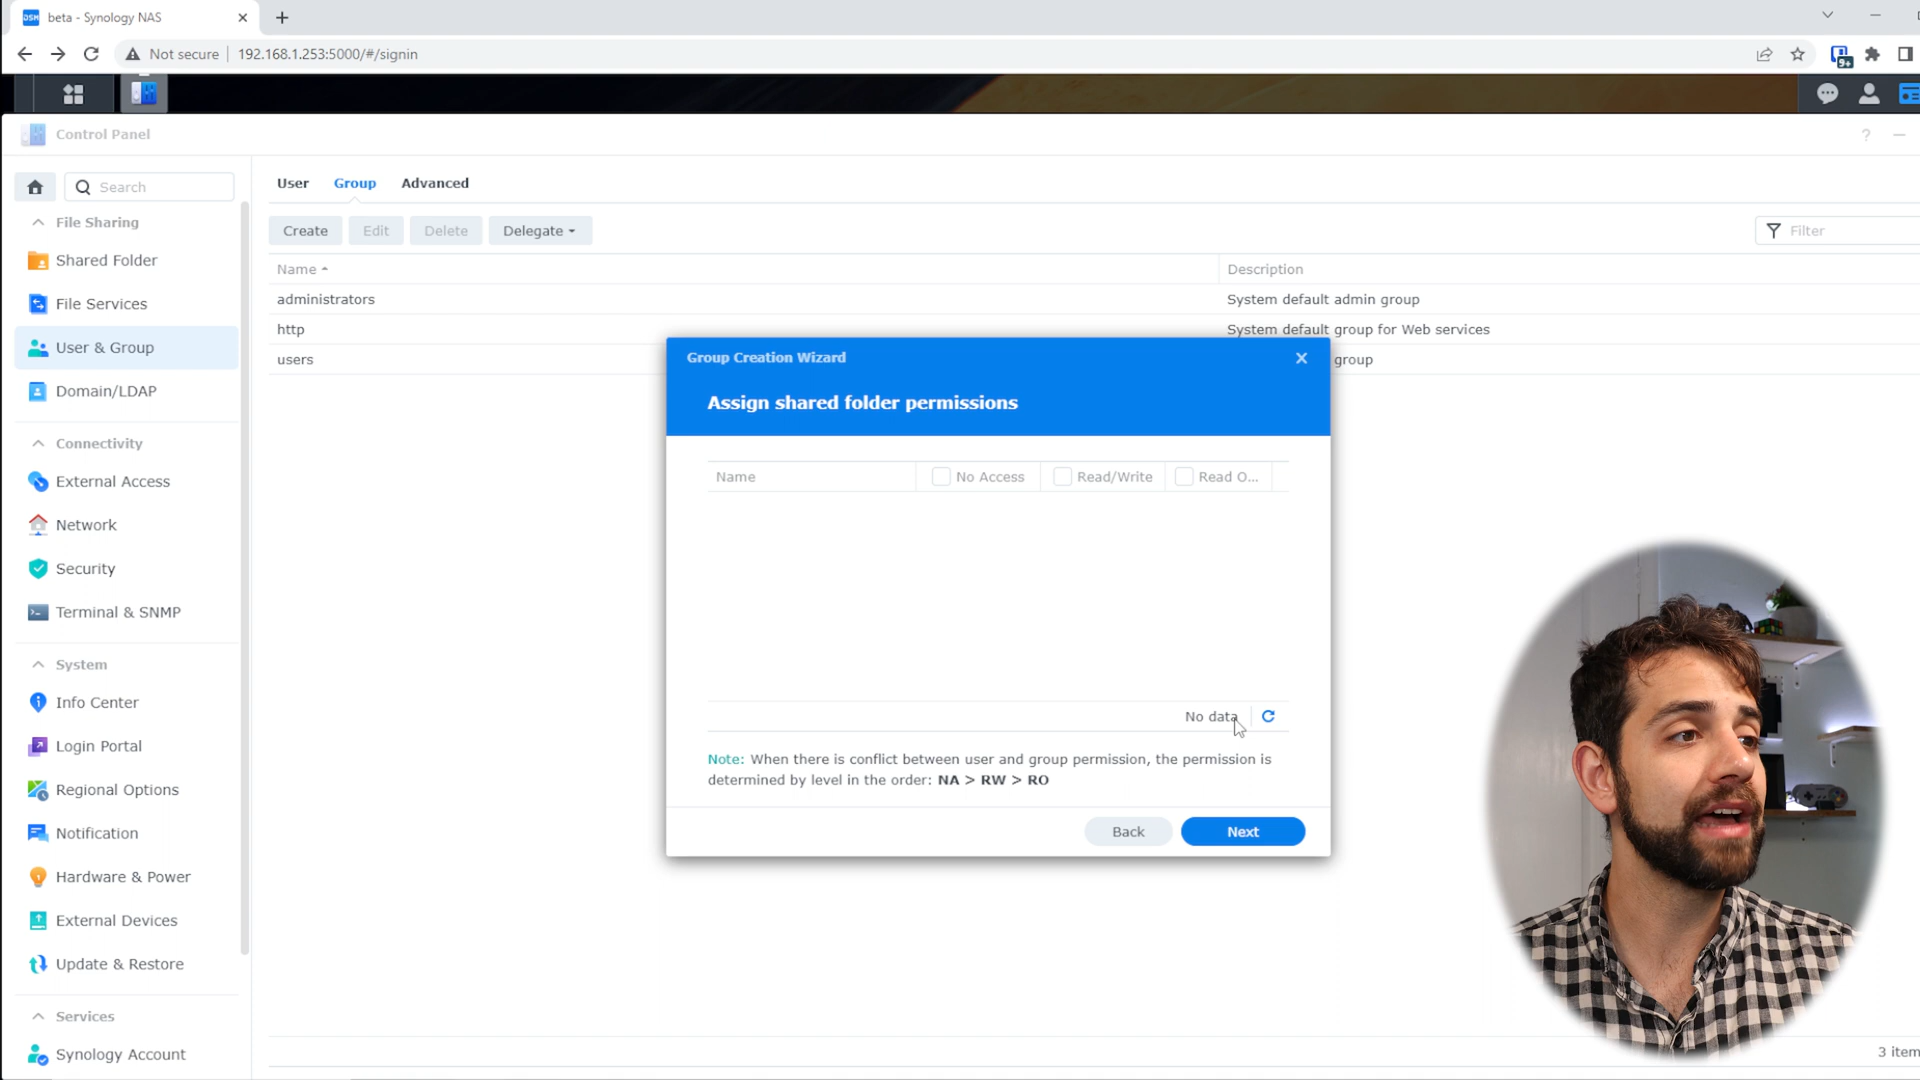 beta - Synology NAS
Not secure
192.168.1.253:5000/#/signin
9+
Control Panel
?
Search
File Sharing
Shared Folder
File Services
User & Group
Domain/LDAP
Connectivity
External Access
Network
Security
Terminal & SNMP
System
Info Center
Login Portal
Regional Options
Notification
Hardware & Power
External Devices
Update & Restore
Services
Synology Account
User Group Advanced
Create Edit Delete Delegate
Filter
Name Description
administrators System default admin group
http System default group for Web services
users group
Group Creation Wizard
Assign shared folder permissions
Name No Access Read/Write Read O...
No data
Note: When there is conflict between user and group permission, the permission is
determined by level in the order: NA > RW > RO
Back Next
3 item